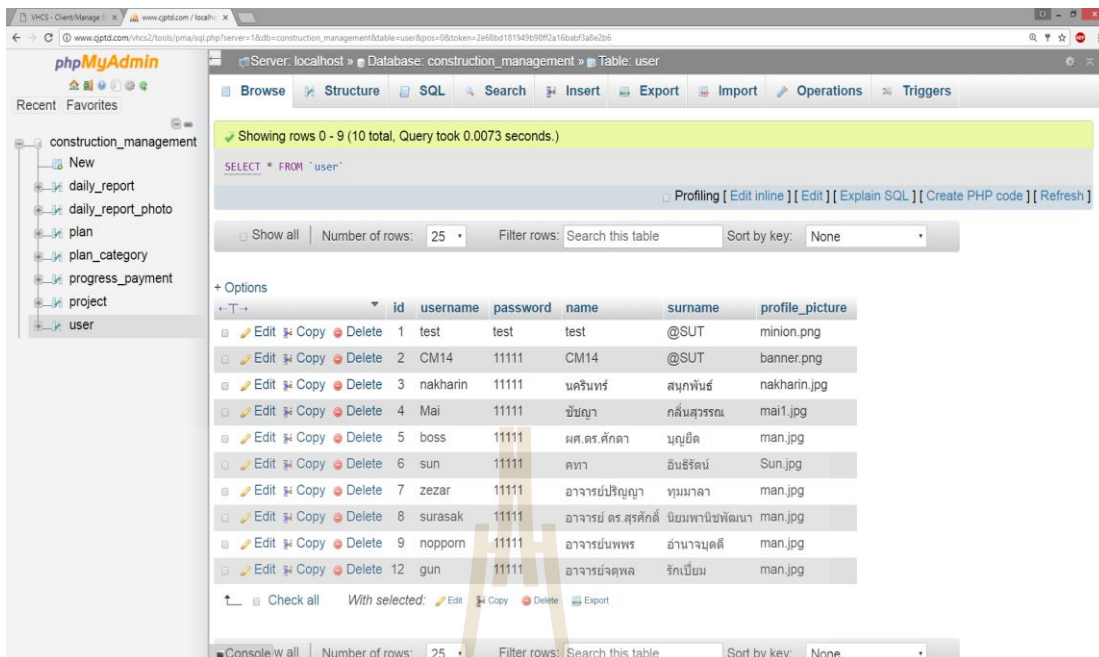 VHCS - Client/Manage S
www.cjptd.com / localho
www.cjptd.com/vhcs2/tools/pma/sql.php?server=1&db=construction_management&table=user&pos=0&token=2e68bd181949b98ff2a16babf3a8e2b6
phpMyAdmin
Recent Favorites
construction_management
New
daily_report
daily_report_photo
plan
plan_category
progress_payment
project
user
Server: localhost » Database: construction_management » Table: user
Browse Structure SQL Search Insert Export Import Operations Triggers
Showing rows 0 - 9 (10 total, Query took 0.0073 seconds.)
SELECT * FROM `user`
Profiling [ Edit inline ] [ Edit ] [ Explain SQL ] [ Create PHP code ] [ Refresh ]
Show all | Number of rows: 25 Filter rows: Search this table Sort by key: None
+ Options
←T→ id username password name surname profile_picture
Edit Copy Delete 1 test test test @SUT minion.png
Edit Copy Delete 2 CM14 11111 CM14 @SUT banner.png
Edit Copy Delete 3 nakharin 11111 นครินทร์ สนุกพันธ์ nakharin.jpg
Edit Copy Delete 4 Mai 11111 ชัชญา กลิ่นสุวรรณ mai1.jpg
Edit Copy Delete 5 boss 11111 ผศ.ดร.ศักดา บุญยืด man.jpg
Edit Copy Delete 6 sun 11111 คทา อินธิรัตน์ Sun.jpg
Edit Copy Delete 7 zezar 11111 อาจารย์ปริญญา ทุมมาลา man.jpg
Edit Copy Delete 8 surasak 11111 อาจารย์ ดร.สุรศักดิ์ นิยมพานิชพัฒนา man.jpg
Edit Copy Delete 9 nopporn 11111 อาจารย์นพพร อำนาจบุดดี man.jpg
Edit Copy Delete 12 gun 11111 อาจารย์จตุพล รักเปี่ยม man.jpg
Check all With selected: Edit Copy Delete Export
Console w all | Number of rows: 25 Filter rows: Search this table Sort by key: None